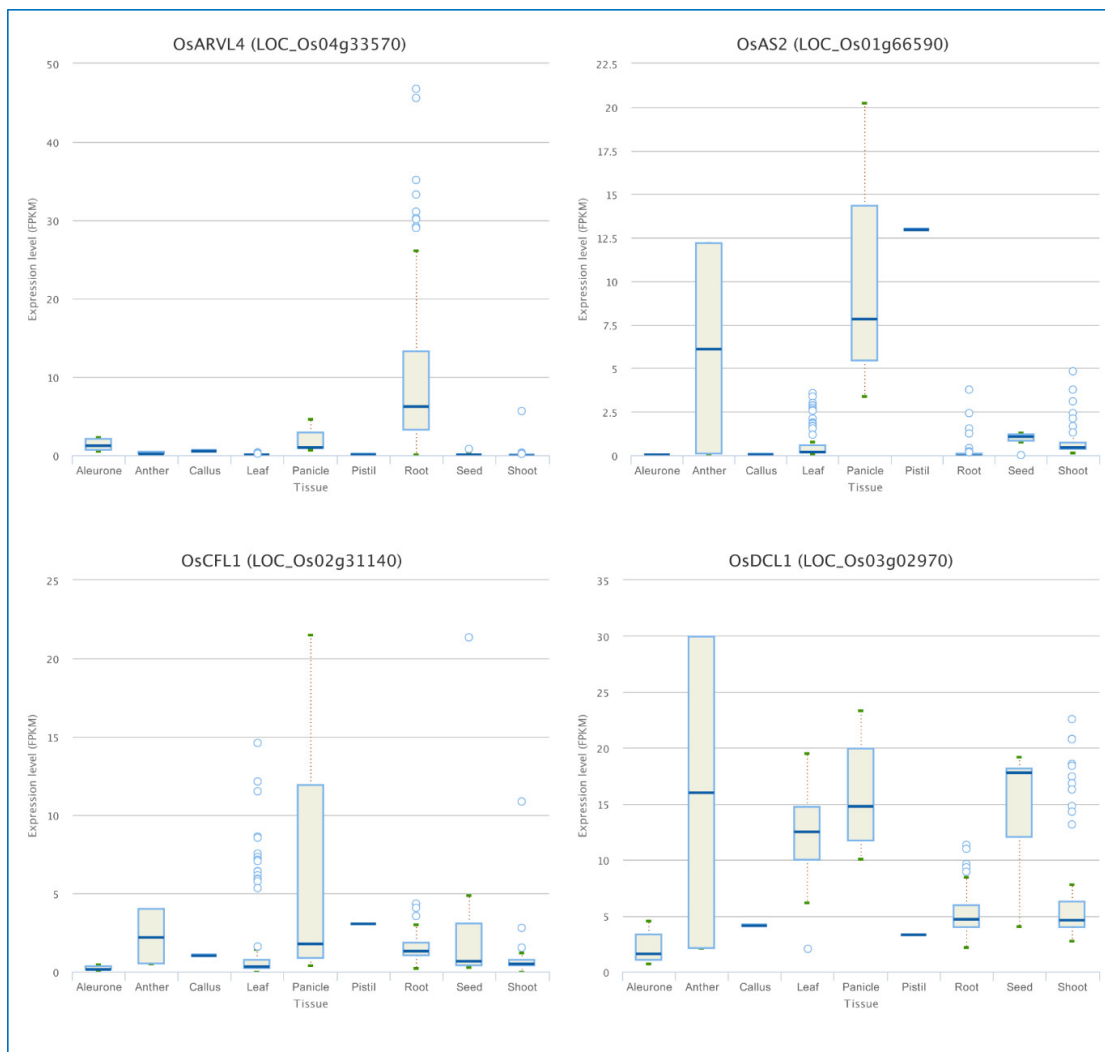 OsARVL4 (LOC_Os04g33570)
50
40
30
20
10
0
Expression level (FPKM)
Aleurone Anther Callus Leaf Panicle Pistil Root Seed Shoot
Tissue
OsAS2 (LOC_Os01g66590)
22.5
20
17.5
15
12.5
10
7.5
5
2.5
0
Expression level (FPKM)
Aleurone Anther Callus Leaf Panicle Pistil Root Seed Shoot
Tissue
OsCFL1 (LOC_Os02g31140)
25
20
15
10
5
0
Expression level (FPKM)
Aleurone Anther Callus Leaf Panicle Pistil Root Seed Shoot
Tissue
OsDCL1 (LOC_Os03g02970)
35
30
25
20
15
10
5
0
Expression level (FPKM)
Aleurone Anther Callus Leaf Panicle Pistil Root Seed Shoot
Tissue